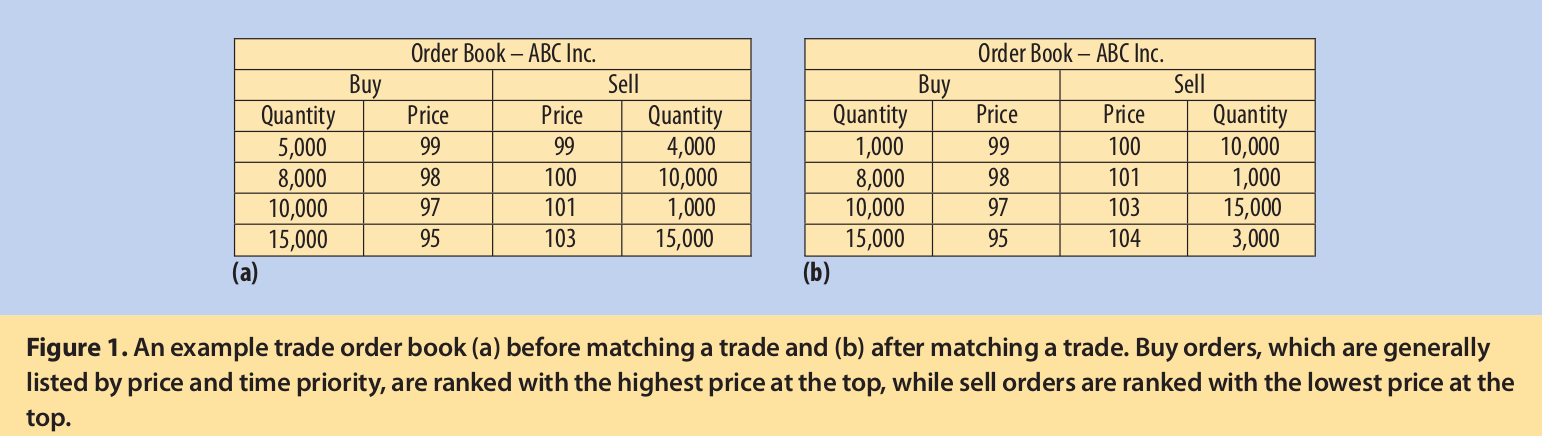 Order Book – ABC Inc.
Buy Sell
Quantity Price Price Quantity
5,000 99 99 4,000
8,000 98 100 10,000
10,000 97 101 1,000
15,000 95 103 15,000
(a)
Order Book – ABC Inc.
Buy Sell
Quantity Price Price Quantity
1,000 99 100 10,000
8,000 98 101 1,000
10,000 97 103 15,000
15,000 95 104 3,000
(b)
Figure 1. An example trade order book (a) before matching a trade and (b) after matching a trade. Buy orders, which are generally
listed by price and time priority, are ranked with the highest price at the top, while sell orders are ranked with the lowest price at the
top.